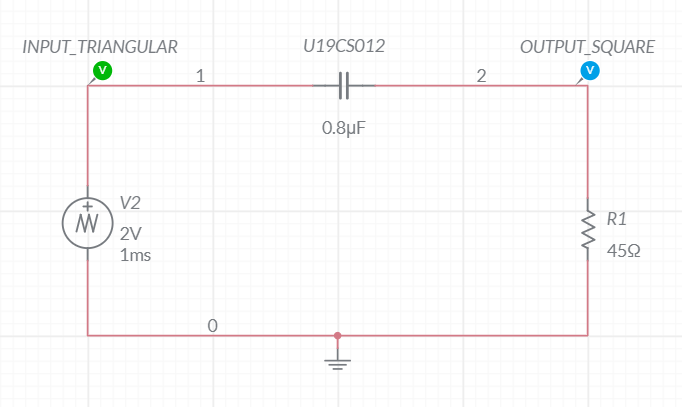 INPUT_TRIANGULAR
U19CS012
OUTPUT_SQUARE
V
V
1
2
0.8µF
V2
+
2V
1ms
R1
45Ω
0